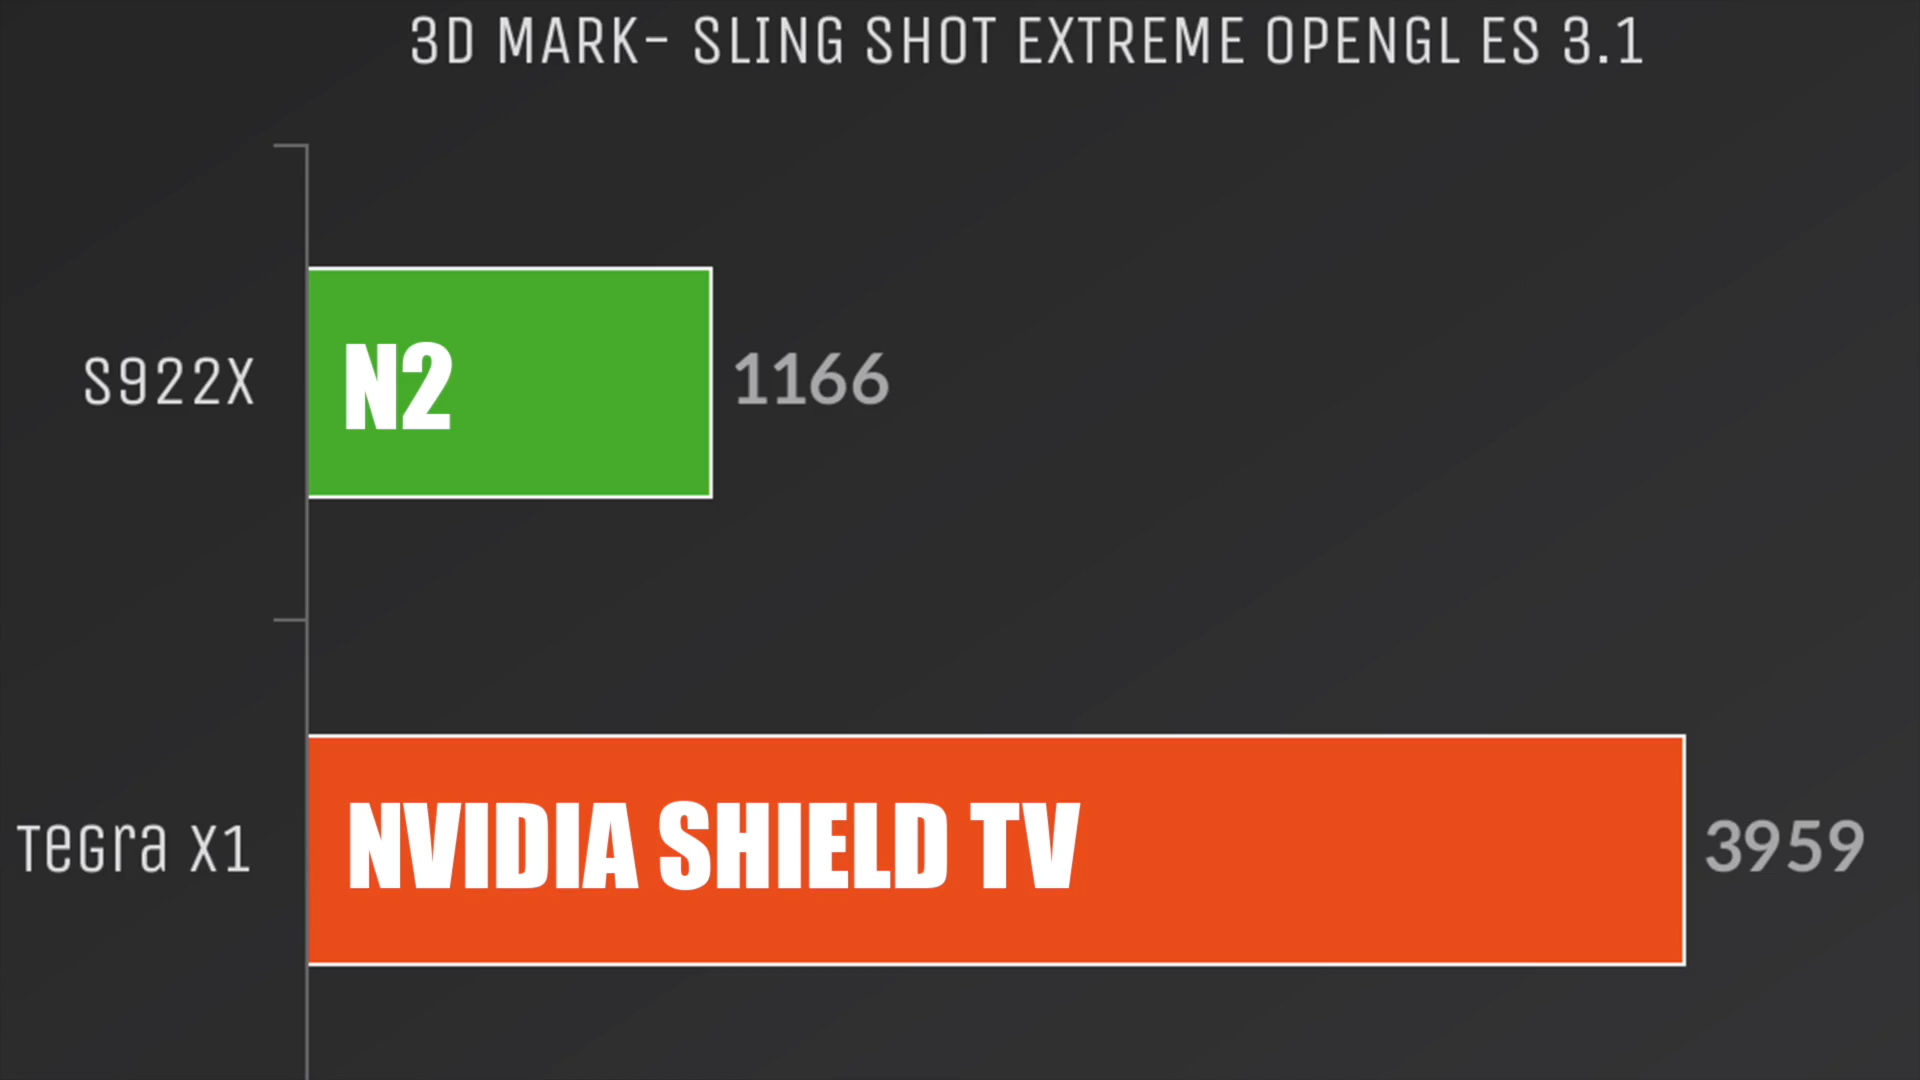 3D MARK- SLING SHOT EXTREME OPENGL ES 3.1
S922X
N2
1166
Tegra X1
NVIDIA SHIELD TV
3959